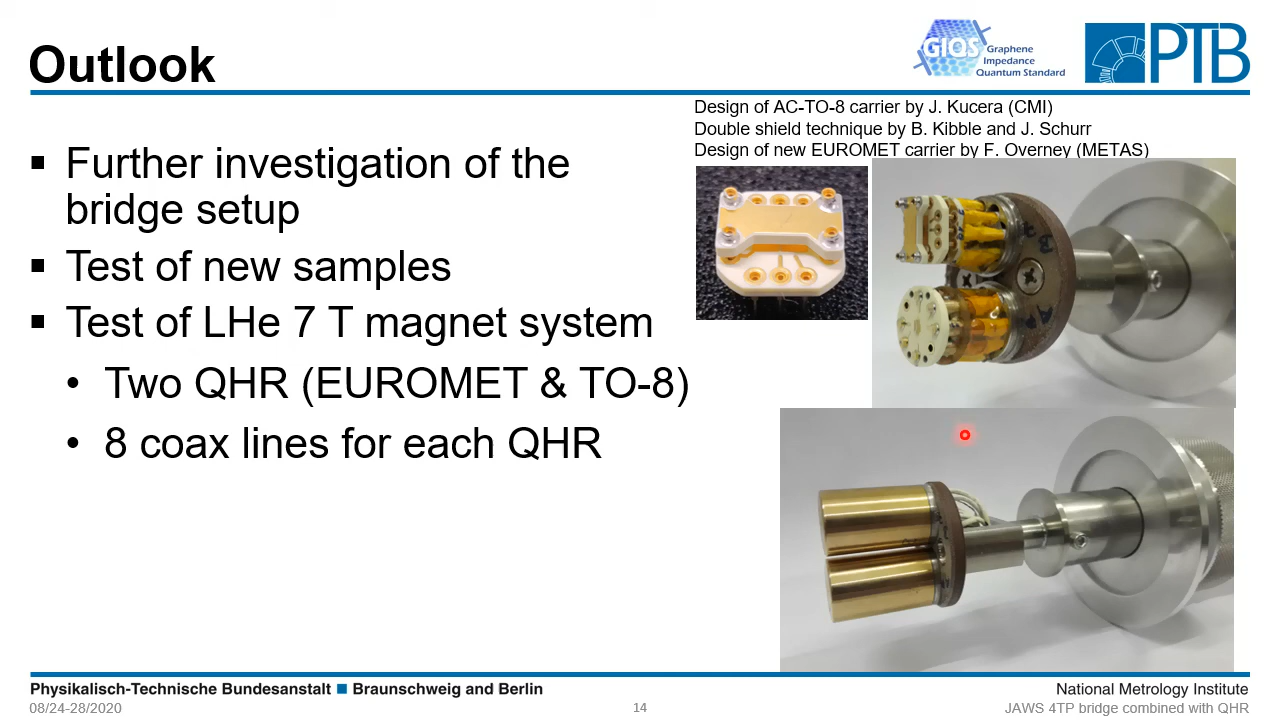 Outlook
GIQS
Graphene
Impedance
Quantum Standard
PTB
Design of AC-TO-8 carrier by J. Kucera (CMI)
Double shield technique by B. Kibble and J. Schurr
Design of new EUROMET carrier by F. Overney (METAS)
▪ Further investigation of the
bridge setup
▪ Test of new samples
▪ Test of LHe 7 T magnet system
• Two QHR (EUROMET & TO-8)
• 8 coax lines for each QHR
Physikalisch-Technische Bundesanstalt ■ Braunschweig and Berlin
National Metrology Institute
08/24-28/2020
14
JAWS 4TP bridge combined with QHR